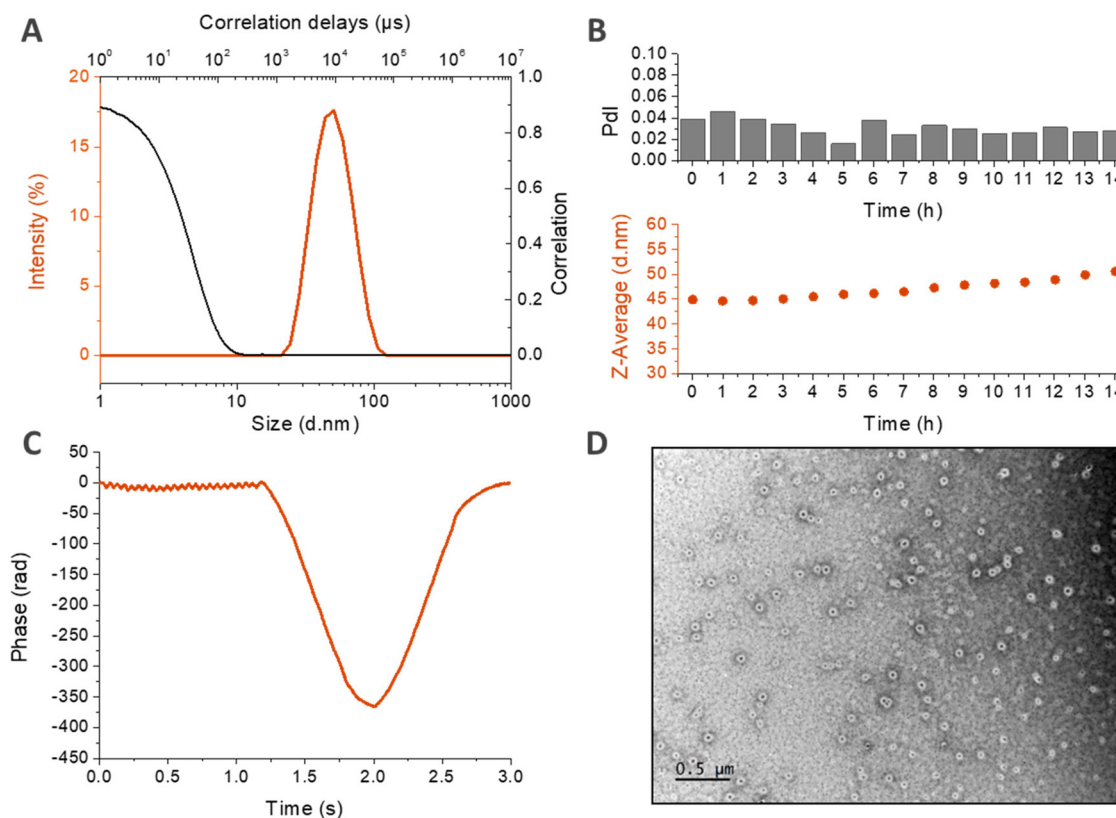 A
Correlation delays (µs)
10⁰ 10¹ 10² 10³ 10⁴ 10⁵ 10⁶ 10⁷
Intensity (%)
20
15
10
5
0
1.0
0.8
0.6
0.4
0.2
0.0
Correlation
1 10 100 1000
Size (d.nm)
B
PdI
0.10
0.08
0.06
0.04
0.02
0.00
0 1 2 3 4 5 6 7 8 9 10 11 12 13 14
Time (h)
Z-Average (d.nm)
60
55
50
45
40
35
30
0 1 2 3 4 5 6 7 8 9 10 11 12 13 14
Time (h)
C
Phase (rad)
50
0
-50
-100
-150
-200
-250
-300
-350
-400
-450
0.0 0.5 1.0 1.5 2.0 2.5 3.0
Time (s)
D
0.5 µm